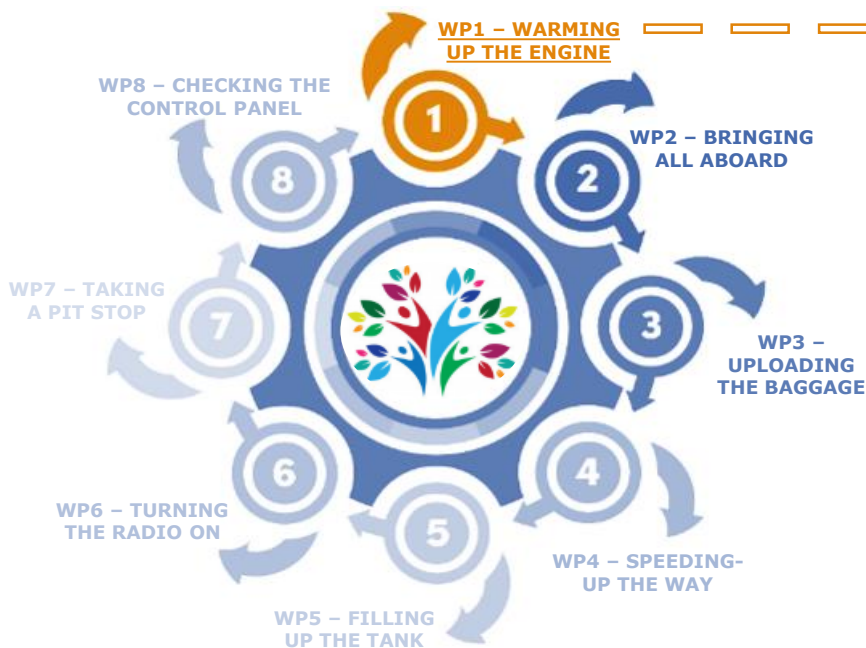 WP1 – WARMING
UP THE ENGINE
1
WP2 – BRINGING
ALL ABOARD
2
WP3 –
UPLOADING
THE BAGGAGE
3
WP4 – SPEEDING-
UP THE WAY
4
WP5 – FILLING
UP THE TANK
5
WP6 – TURNING
THE RADIO ON
6
WP7 – TAKING
A PIT STOP
7
WP8 – CHECKING THE
CONTROL PANEL
8